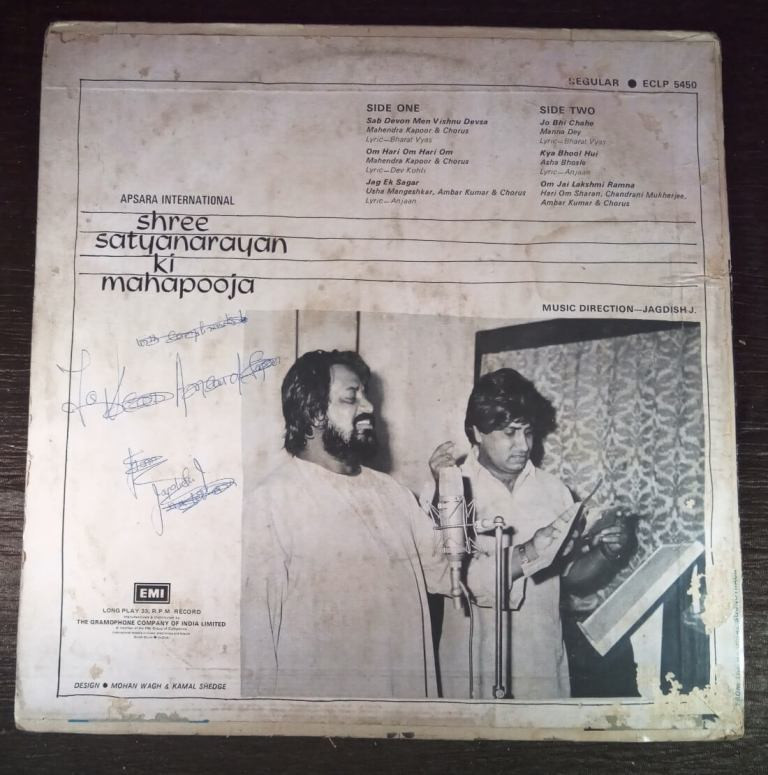 REGULAR ● ECLP 5450
SIDE ONE
Sab Devon Men Vishnu Devsa
Mahendra Kapoor & Chorus
Lyric—Bharat Vyas
Om Hari Om Hari Om
Mahendra Kapoor & Chorus
Lyric—Dev Kohli
Jag Ek Sagar
Usha Mangeshkar, Ambar Kumar & Chorus
Lyric—Anjaan
SIDE TWO
Jo Bhi Chahe
Manna Dey
Lyric—Bharat Vyas
Kya Bhool Hui
Asha Bhosle
Lyric—Anjaan
Om Jai Lakshmi Ramna
Hari Om Sharan, Chandrani Mukherjee,
Ambar Kumar & Chorus
APSARA INTERNATIONAL
shree
satyanarayan
ki
mahapooja
MUSIC DIRECTION—JAGDISH J.
To
Jagdish J
EMI
LONG PLAY 33⅓ R.P.M. RECORD
THE GRAMOPHONE COMPANY OF INDIA LIMITED
DESIGN ● MOHAN WAGH & KAMAL SHEDGE